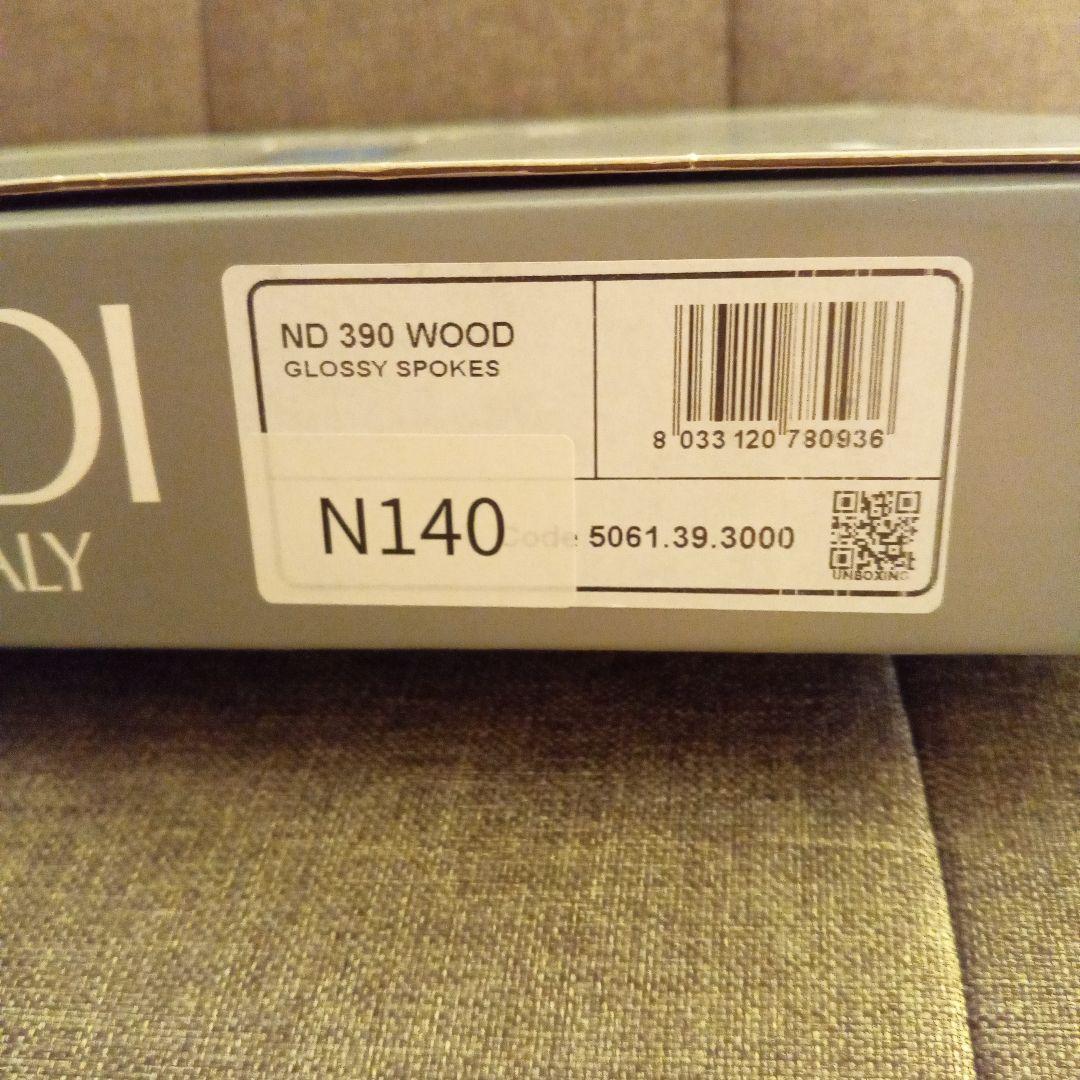 DI
ALY
ND 390 WOOD
GLOSSY SPOKES
8 033120 780936
N140
Code: 5061.39.3000
UNBOXING